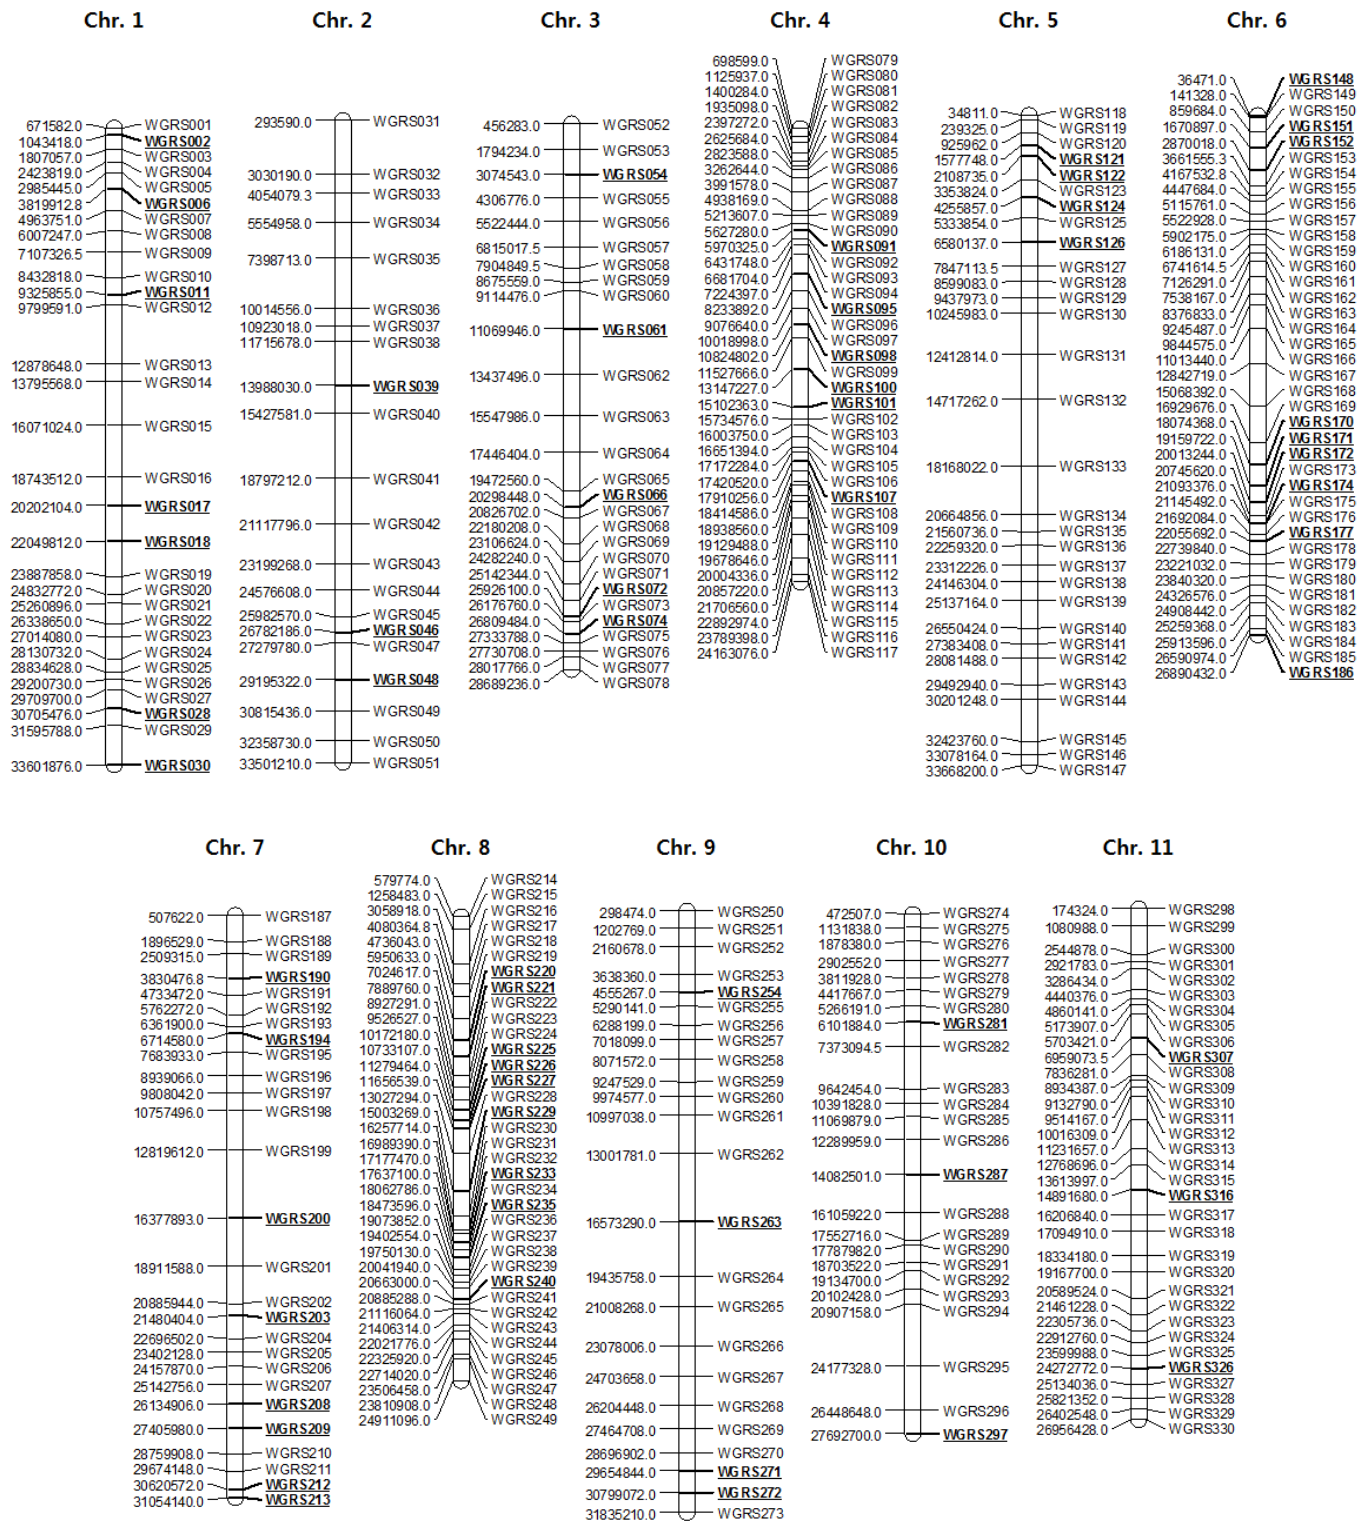 Chr. 1
671582.0 WGRS001
1043418.0 WGRS002
1807057.0 WGRS003
2423819.0 WGRS004
2985445.0 WGRS005
3819912.8 WGRS006
4963751.0 WGRS007
6007247.0 WGRS008
7107326.5 WGRS009
8432818.0 WGRS010
9325855.0 WGRS011
9799591.0 WGRS012
12878648.0 WGRS013
13795568.0 WGRS014
16071024.0 WGRS015
18743512.0 WGRS016
20202104.0 WGRS017
22049812.0 WGRS018
23887858.0 WGRS019
24832772.0 WGRS020
25260896.0 WGRS021
26338650.0 WGRS022
27014080.0 WGRS023
28130732.0 WGRS024
28834628.0 WGRS025
29200730.0 WGRS026
29709700.0 WGRS027
30705476.0 WGRS028
31595788.0 WGRS029
33601876.0 WGRS030
Chr. 2
293590.0 WGRS031
3030190.0 WGRS032
4054079.3 WGRS033
5554958.0 WGRS034
7398713.0 WGRS035
10014556.0 WGRS036
10923018.0 WGRS037
11715678.0 WGRS038
13988030.0 WGRS039
15427581.0 WGRS040
18797212.0 WGRS041
21117796.0 WGRS042
23199268.0 WGRS043
24576608.0 WGRS044
25982570.0 WGRS045
26782186.0 WGRS046
27279780.0 WGRS047
29195322.0 WGRS048
30815436.0 WGRS049
32358730.0 WGRS050
33501210.0 WGRS051
Chr. 3
456283.0 WGRS052
1794234.0 WGRS053
3074543.0 WGRS054
4306776.0 WGRS055
5522444.0 WGRS056
6815017.5 WGRS057
7904849.5 WGRS058
8675559.0 WGRS059
9114476.0 WGRS060
11069946.0 WGRS061
13437496.0 WGRS062
15547986.0 WGRS063
17446404.0 WGRS064
19472560.0 WGRS065
20298448.0 WGRS066
20826702.0 WGRS067
22180208.0 WGRS068
23106624.0 WGRS069
24282240.0 WGRS070
25142344.0 WGRS071
25926100.0 WGRS072
26176760.0 WGRS073
26809484.0 WGRS074
27333788.0 WGRS075
27730708.0 WGRS076
28017766.0 WGRS077
28689236.0 WGRS078
Chr. 4
698599.0 WGRS079
1125937.0 WGRS080
1400284.0 WGRS081
1935098.0 WGRS082
2397272.0 WGRS083
2625684.0 WGRS084
2823588.0 WGRS085
3262644.0 WGRS086
3991578.0 WGRS087
4938169.0 WGRS088
5213607.0 WGRS089
5627280.0 WGRS090
5970325.0 WGRS091
6431748.0 WGRS092
6681704.0 WGRS093
7224397.0 WGRS094
8233892.0 WGRS095
9076640.0 WGRS096
10018998.0 WGRS097
10824802.0 WGRS098
11527666.0 WGRS099
13147227.0 WGRS100
15102363.0 WGRS101
15734576.0 WGRS102
16003750.0 WGRS103
16651394.0 WGRS104
17172284.0 WGRS105
17420520.0 WGRS106
17910256.0 WGRS107
18414586.0 WGRS108
18938560.0 WGRS109
19129488.0 WGRS110
19678646.0 WGRS111
20004336.0 WGRS112
20857220.0 WGRS113
21706560.0 WGRS114
22892974.0 WGRS115
23789398.0 WGRS116
24163076.0 WGRS117
Chr. 5
34811.0 WGRS118
239325.0 WGRS119
925962.0 WGRS120
1577748.0 WGRS121
2108735.0 WGRS122
3353824.0 WGRS123
4255857.0 WGRS124
5333854.0 WGRS125
6580137.0 WGRS126
7847113.5 WGRS127
8599083.0 WGRS128
9437973.0 WGRS129
10245983.0 WGRS130
12412814.0 WGRS131
14717262.0 WGRS132
18168022.0 WGRS133
20664856.0 WGRS134
21560736.0 WGRS135
22259320.0 WGRS136
23312226.0 WGRS137
24146304.0 WGRS138
25137164.0 WGRS139
26550424.0 WGRS140
27383408.0 WGRS141
28081488.0 WGRS142
29492940.0 WGRS143
30201248.0 WGRS144
32423760.0 WGRS145
33078164.0 WGRS146
33668200.0 WGRS147
Chr. 6
36471.0 WGRS148
141328.0 WGRS149
859684.0 WGRS150
1670897.0 WGRS151
2870018.0 WGRS152
3661555.3 WGRS153
4167532.8 WGRS154
4447684.0 WGRS155
5115761.0 WGRS156
5522928.0 WGRS157
5902175.0 WGRS158
6186131.0 WGRS159
6741614.5 WGRS160
7126291.0 WGRS161
7538167.0 WGRS162
8376833.0 WGRS163
9245487.0 WGRS164
9844575.0 WGRS165
11013440.0 WGRS166
12842719.0 WGRS167
15068392.0 WGRS168
16929676.0 WGRS169
18074368.0 WGRS170
19159722.0 WGRS171
20013244.0 WGRS172
20745620.0 WGRS173
21093376.0 WGRS174
21145492.0 WGRS175
21692084.0 WGRS176
22055692.0 WGRS177
22739840.0 WGRS178
23221032.0 WGRS179
23840320.0 WGRS180
24326576.0 WGRS181
24908442.0 WGRS182
25259368.0 WGRS183
25913596.0 WGRS184
26590974.0 WGRS185
26890432.0 WGRS186
Chr. 7
507622.0 WGRS187
1896529.0 WGRS188
2509315.0 WGRS189
3830476.8 WGRS190
4733472.0 WGRS191
5762272.0 WGRS192
6361900.0 WGRS193
6714580.0 WGRS194
7683933.0 WGRS195
8939066.0 WGRS196
9808042.0 WGRS197
10757496.0 WGRS198
12819612.0 WGRS199
16377893.0 WGRS200
18911588.0 WGRS201
20885944.0 WGRS202
21480404.0 WGRS203
22696502.0 WGRS204
23402128.0 WGRS205
24157870.0 WGRS206
25142756.0 WGRS207
26134906.0 WGRS208
27405980.0 WGRS209
28759908.0 WGRS210
29674148.0 WGRS211
30620572.0 WGRS212
31054140.0 WGRS213
Chr. 8
579774.0 WGRS214
1258483.0 WGRS215
3058918.0 WGRS216
4080364.8 WGRS217
4736043.0 WGRS218
5950633.0 WGRS219
7024617.0 WGRS220
7889760.0 WGRS221
8927291.0 WGRS222
9526527.0 WGRS223
10172180.0 WGRS224
10733107.0 WGRS225
11279464.0 WGRS226
11656539.0 WGRS227
13027294.0 WGRS228
15003269.0 WGRS229
16257714.0 WGRS230
16989390.0 WGRS231
17177470.0 WGRS232
17637100.0 WGRS233
18062786.0 WGRS234
18473596.0 WGRS235
19073852.0 WGRS236
19402554.0 WGRS237
19750130.0 WGRS238
20041940.0 WGRS239
20663000.0 WGRS240
20885288.0 WGRS241
21116064.0 WGRS242
21406314.0 WGRS243
22021776.0 WGRS244
22325920.0 WGRS245
22714020.0 WGRS246
23506458.0 WGRS247
23810908.0 WGRS248
24911096.0 WGRS249
Chr. 9
298474.0 WGRS250
1202769.0 WGRS251
2160678.0 WGRS252
3638360.0 WGRS253
4555267.0 WGRS254
5290141.0 WGRS255
6288199.0 WGRS256
7018099.0 WGRS257
8071572.0 WGRS258
9247529.0 WGRS259
9974577.0 WGRS260
10997038.0 WGRS261
13001781.0 WGRS262
16573290.0 WGRS263
19435758.0 WGRS264
21008268.0 WGRS265
23078006.0 WGRS266
24703658.0 WGRS267
26204448.0 WGRS268
27464708.0 WGRS269
28696902.0 WGRS270
29654844.0 WGRS271
30799072.0 WGRS272
31835210.0 WGRS273
Chr. 10
472507.0 WGRS274
1131838.0 WGRS275
1878380.0 WGRS276
2902552.0 WGRS277
3811928.0 WGRS278
4417667.0 WGRS279
5266191.0 WGRS280
6101884.0 WGRS281
7373094.5 WGRS282
9642454.0 WGRS283
10391828.0 WGRS284
11069879.0 WGRS285
12289959.0 WGRS286
14082501.0 WGRS287
16105922.0 WGRS288
17552716.0 WGRS289
17787982.0 WGRS290
18703522.0 WGRS291
19134700.0 WGRS292
20102428.0 WGRS293
20907158.0 WGRS294
24177328.0 WGRS295
26448648.0 WGRS296
27692700.0 WGRS297
Chr. 11
174324.0 WGRS298
1080988.0 WGRS299
2544878.0 WGRS300
2921783.0 WGRS301
3286434.0 WGRS302
4440376.0 WGRS303
4860141.0 WGRS304
5173907.0 WGRS305
5703421.0 WGRS306
6959073.5 WGRS307
7836281.0 WGRS308
8934387.0 WGRS309
9132790.0 WGRS310
9514167.0 WGRS311
10016309.0 WGRS312
11231657.0 WGRS313
12768696.0 WGRS314
13613997.0 WGRS315
14891680.0 WGRS316
16206840.0 WGRS317
17094910.0 WGRS318
18334180.0 WGRS319
19167700.0 WGRS320
20589524.0 WGRS321
21461228.0 WGRS322
22305736.0 WGRS323
22912760.0 WGRS324
23599988.0 WGRS325
24272772.0 WGRS326
25134036.0 WGRS327
25821352.0 WGRS328
26402548.0 WGRS329
26956428.0 WGRS330